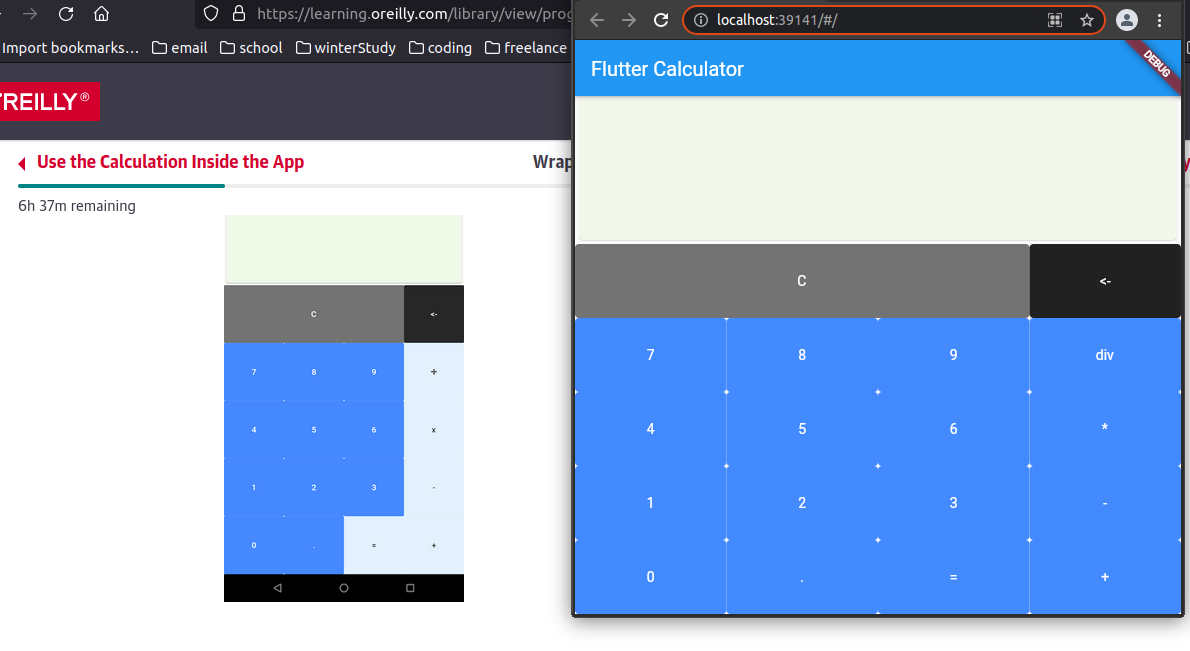 https://learning.oreilly.com/library/view/prog
Import bookmarks… email school winterStudy coding freelance
'REILLY®
Use the Calculation Inside the App
Wrap
6h 37m remaining
C <-
7 8 9 ÷
4 5 6 x
1 2 3 -
0 . = +
localhost:39141/#/
Flutter Calculator
DEBUG
C <-
7 8 9 div
4 5 6 *
1 2 3 -
0 . = +